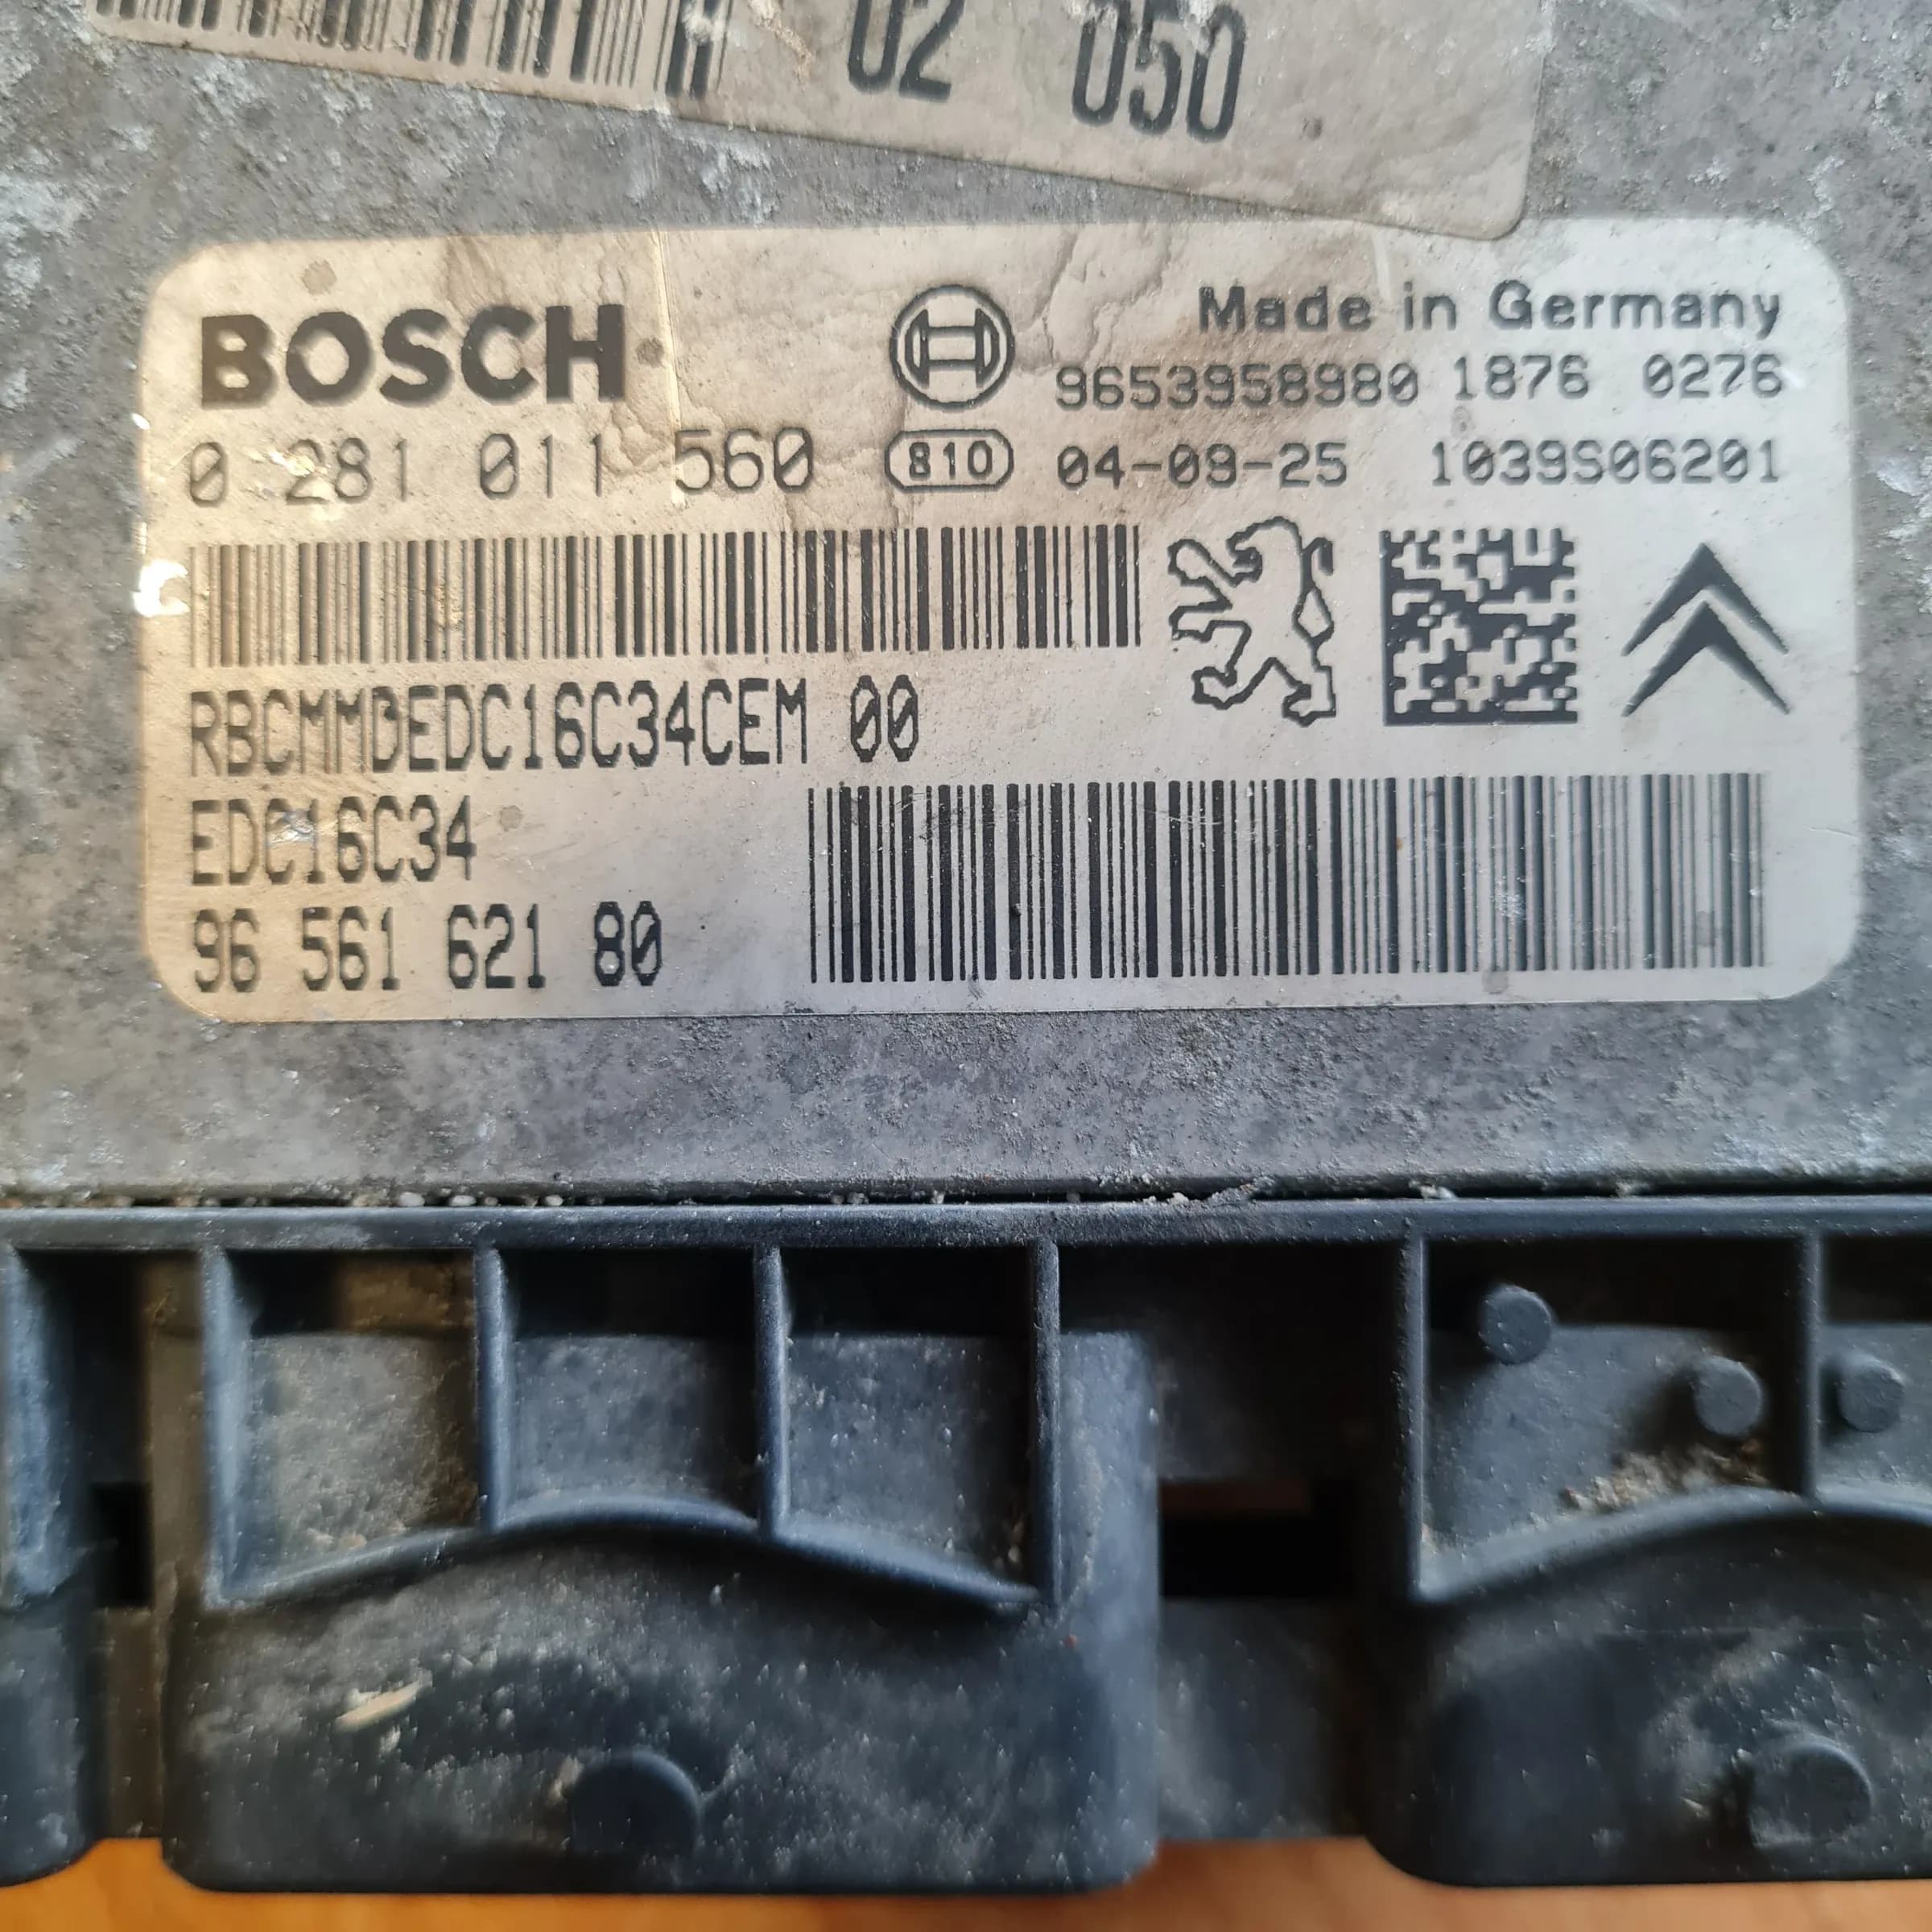 02 050
BOSCH
Made in Germany
9653958980 1876 0276
0 281 011 560
810 04-09-25 1039S06201
RBCMMBEDC16C34CEM 00
EDC16C34
96 561 621 80